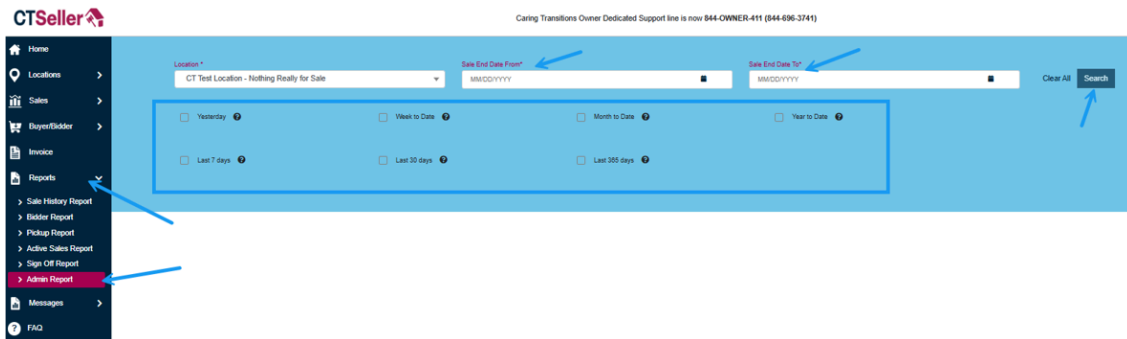 CTSeller
Caring Transitions Owner Dedicated Support line is now 844-OWNER-411 (844-696-3741)
Home
Locations
Sales
Buyer/Bidder
Invoice
Reports
Sale History Report
Bidder Report
Pickup Report
Active Sales Report
Sign Off Report
Admin Report
Messages
FAQ
Location *
CT Test Location - Nothing Really for Sale
Sale End Date From*
MM/DD/YYYY
Sale End Date To*
MM/DD/YYYY
Clear All
Search
Yesterday
Week to Date
Month to Date
Year to Date
Last 7 days
Last 30 days
Last 365 days